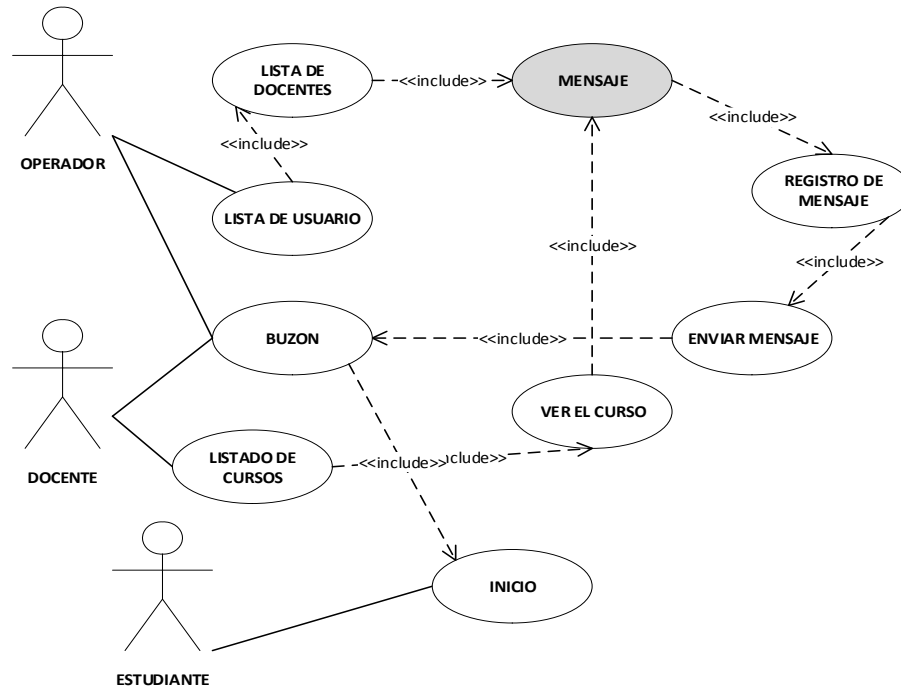 LISTA DE
DOCENTES
<<include>>
MENSAJE
<<include>>
<<include>>
OPERADOR
REGISTRO DE
MENSAJE
LISTA DE USUARIO
<<include>>
<<include>>
BUZON
<<include>>
ENVIAR MENSAJE
VER EL CURSO
DOCENTE
LISTADO DE
CURSOS
<<include>>
clude>>
INICIO
ESTUDIANTE